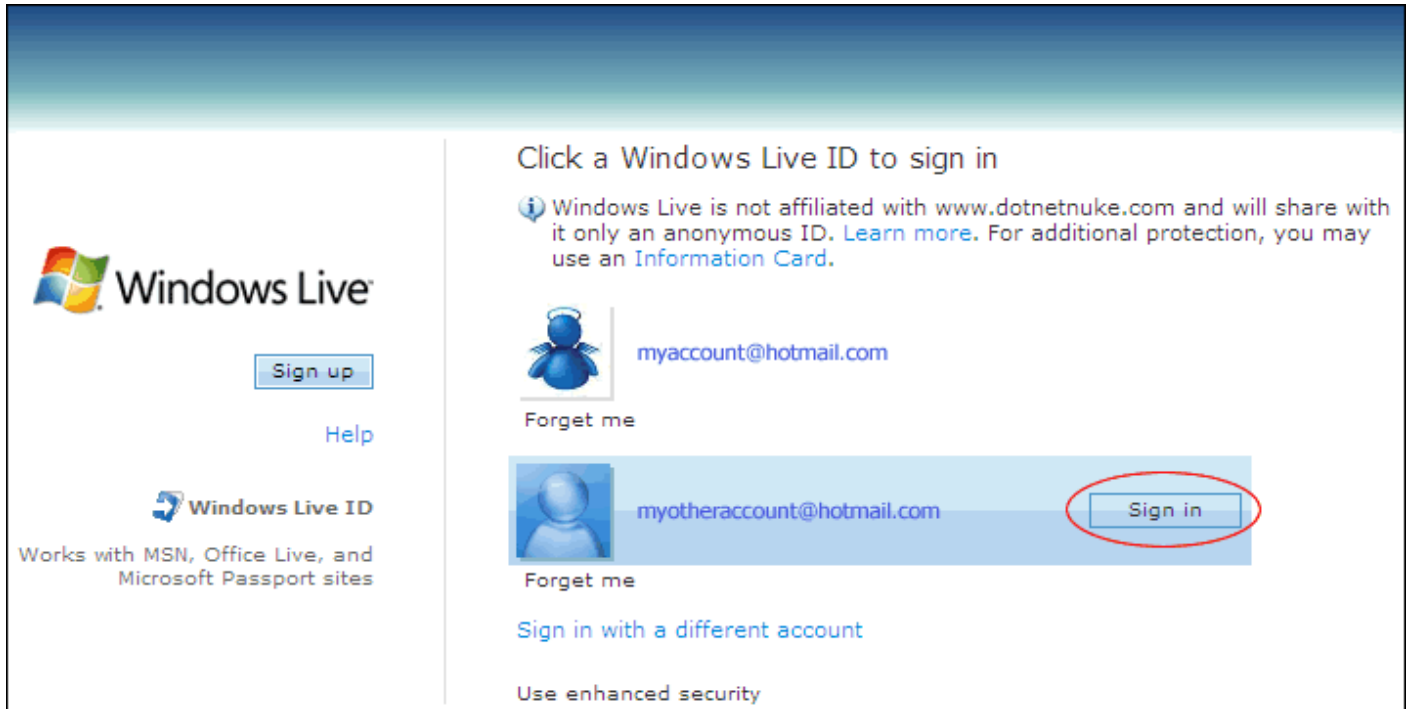 Windows Live
Sign up
Help
Windows Live ID
Works with MSN, Office Live, and
Microsoft Passport sites
Click a Windows Live ID to sign in
Windows Live is not affiliated with www.dotnetnuke.com and will share with
it only an anonymous ID. Learn more. For additional protection, you may
use an Information Card.
myaccount@hotmail.com
Forget me
myotheraccount@hotmail.com Sign in
Forget me
Sign in with a different account
Use enhanced security